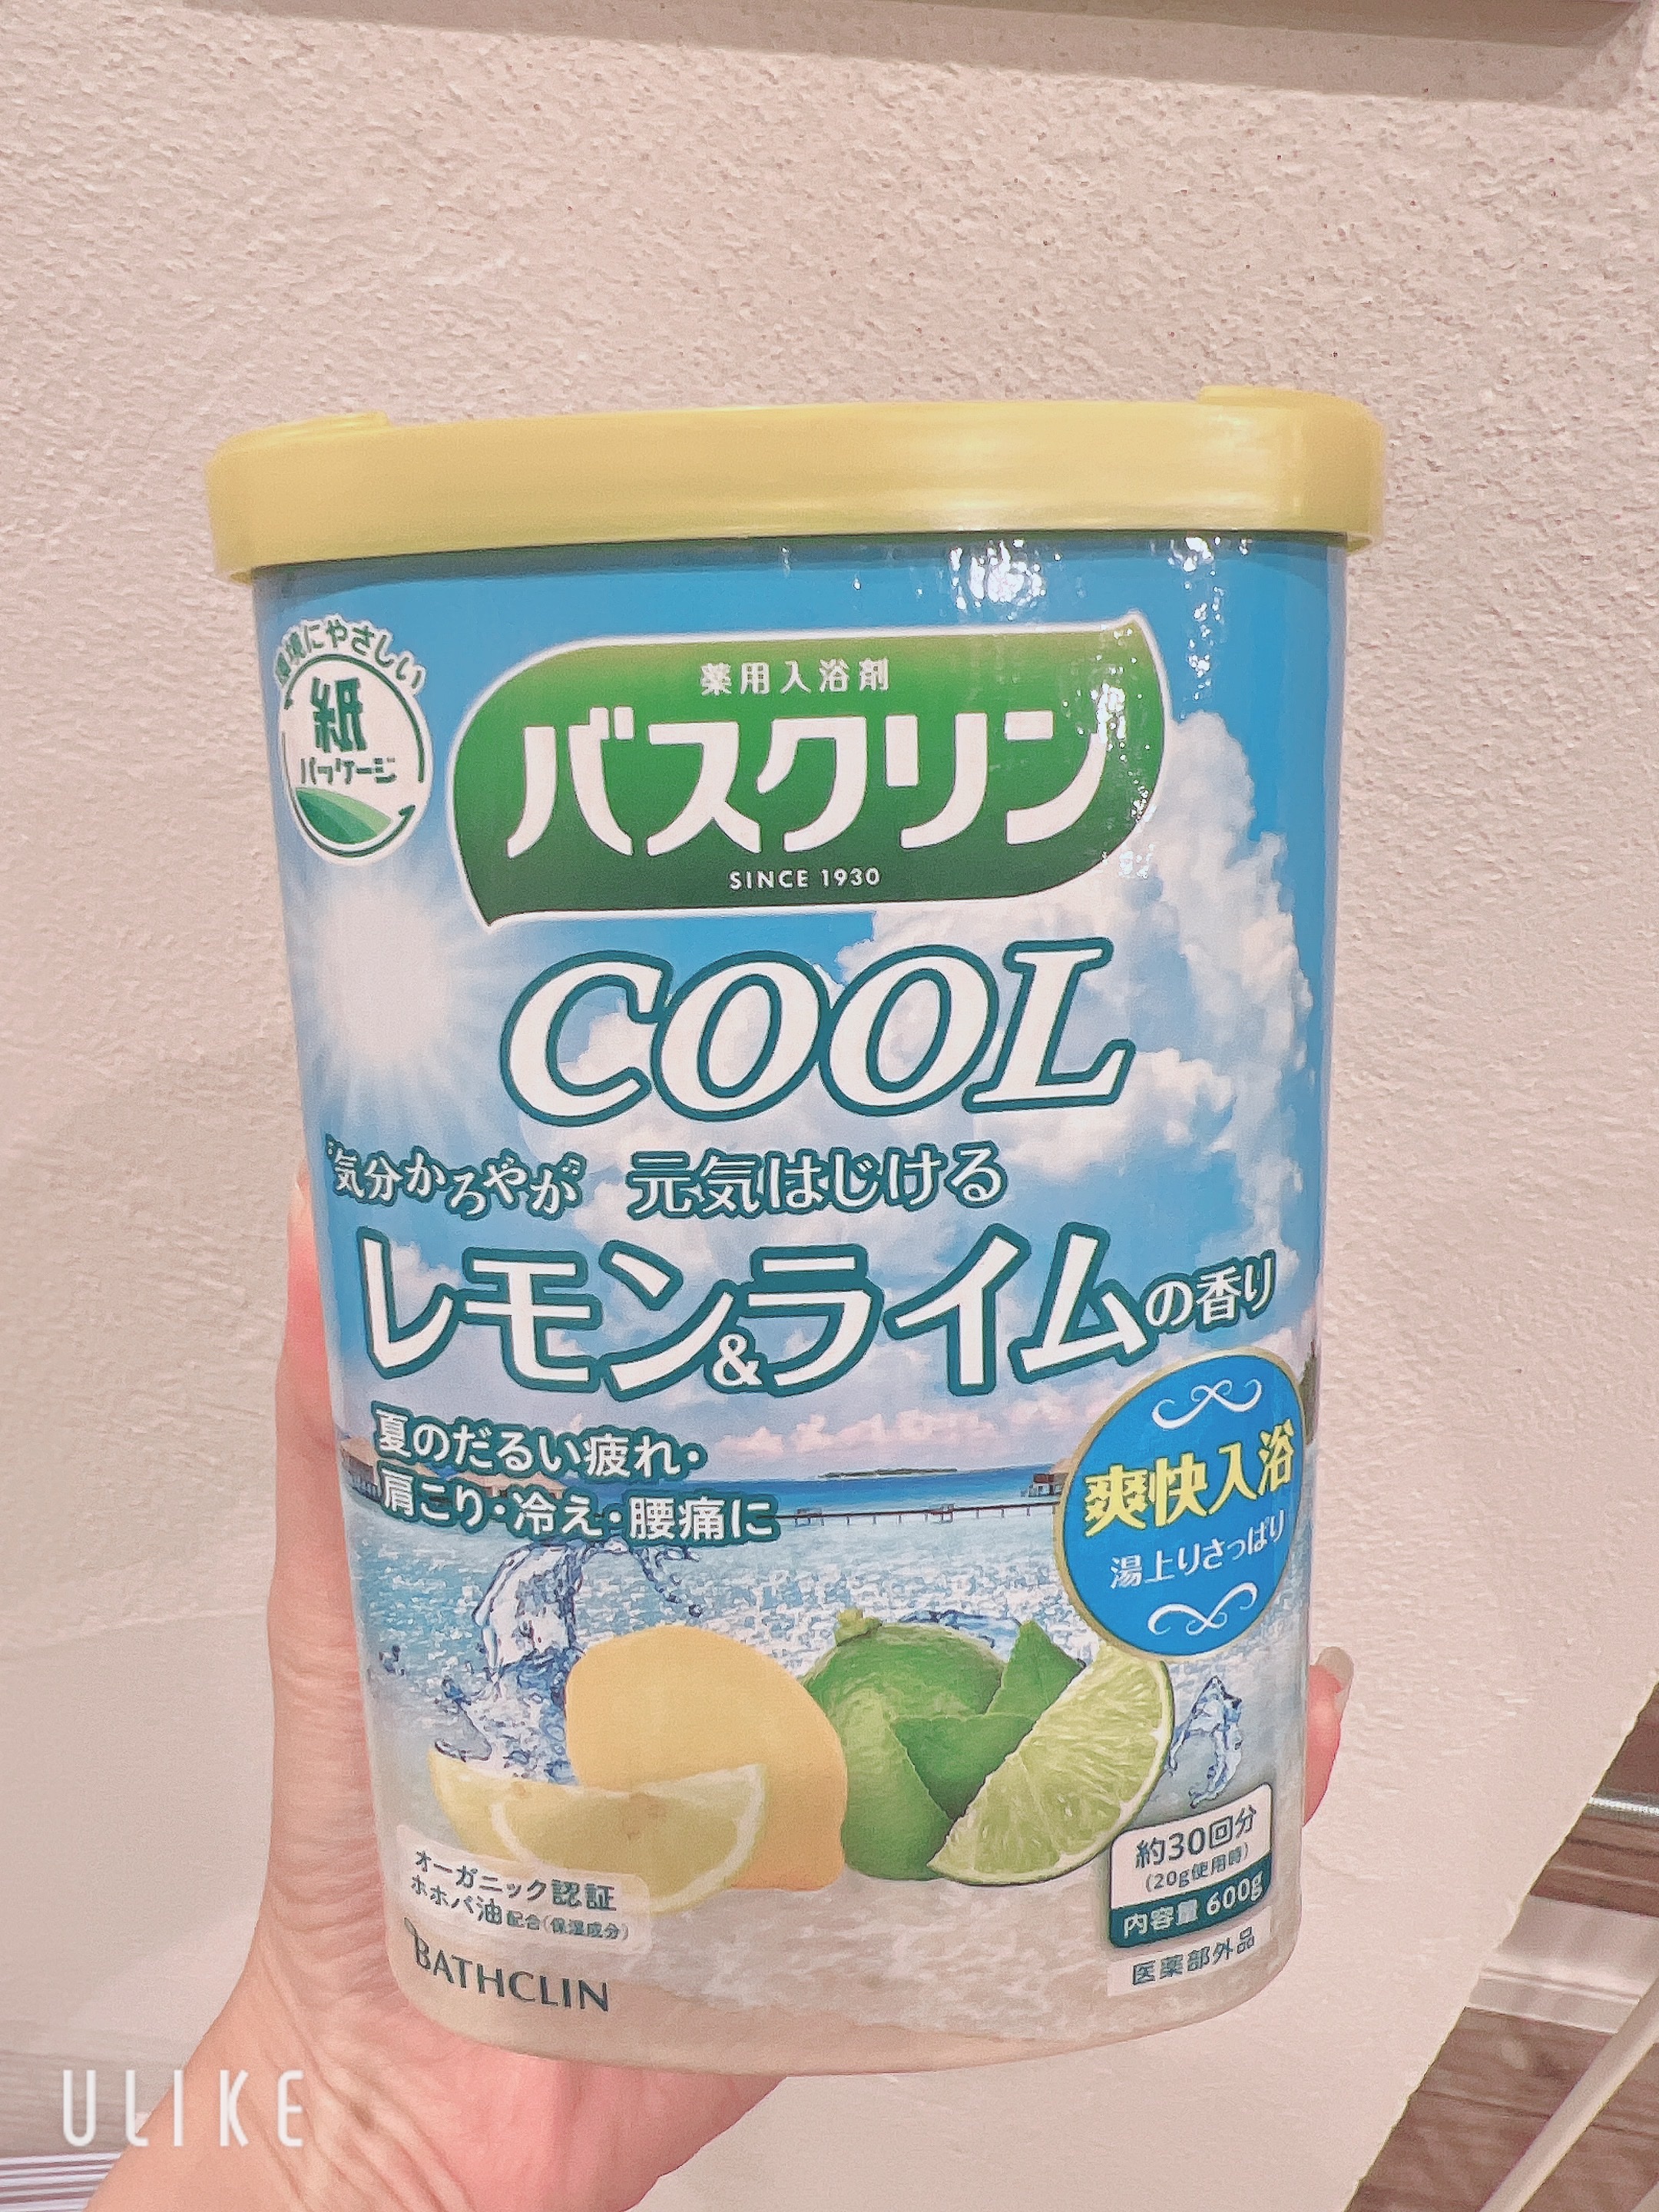 環境にやさしい
紙
パッケージ
薬用入浴剤
バスクリン
SINCE 1930
COOL
気分かろやか 元気はじける
レモン&ライムの香り
夏のだるい疲れ・
肩こり・冷え・腰痛に
爽快入浴
湯上りさっぱり
オーガニック認証
ホホバ油配合(保湿成分)
約30回分
(20g使用時)
内容量 600g
医薬部外品
BATHCLIN
ULIKE